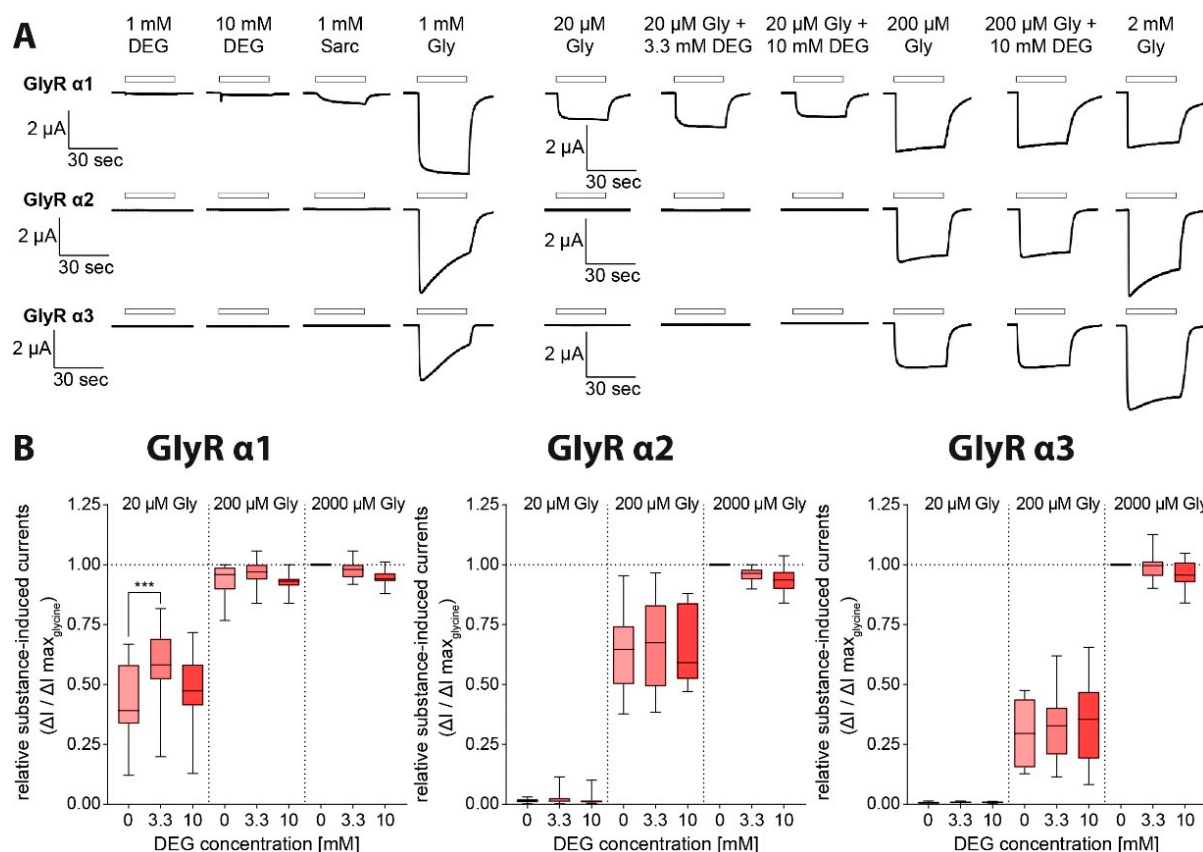 A
1 mM
DEG
10 mM
DEG
1 mM
Sarc
1 mM
Gly
20 µM
Gly
20 µM Gly +
3.3 mM DEG
20 µM Gly +
10 mM DEG
200 µM
Gly
200 µM Gly +
10 mM DEG
2 mM
Gly
GlyR α1
2 µA
30 sec
2 µA
30 sec
GlyR α2
2 µA
30 sec
2 µA
30 sec
GlyR α3
2 µA
30 sec
2 µA
30 sec
B
GlyR α1
relative substance-induced currents
(ΔI / ΔI max glycine)
20 µM Gly 200 µM Gly 2000 µM Gly
1.25
1.00
0.75
0.50
0.25
0.00
***
0 3.3 10 0 3.3 10 0 3.3 10
DEG concentration [mM]
GlyR α2
relative substance-induced currents
(ΔI / ΔI max glycine)
20 µM Gly 200 µM Gly 2000 µM Gly
1.25
1.00
0.75
0.50
0.25
0.00
0 3.3 10 0 3.3 10 0 3.3 10
DEG concentration [mM]
GlyR α3
relative substance-induced currents
(ΔI / ΔI max glycine)
20 µM Gly 200 µM Gly 2000 µM Gly
1.25
1.00
0.75
0.50
0.25
0.00
0 3.3 10 0 3.3 10 0 3.3 10
DEG concentration [mM]